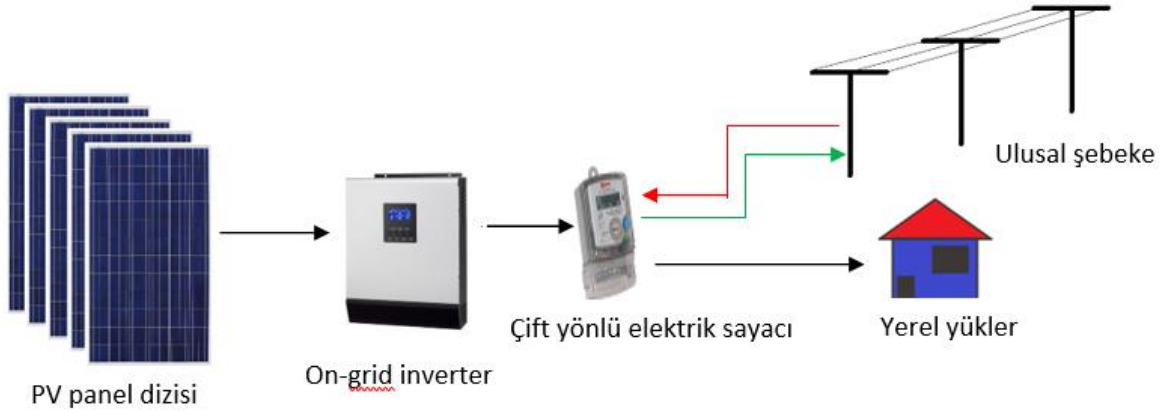 Ulusal şebeke
Çift yönlü elektrik sayacı
Yerel yükler
On-grid inverter
PV panel dizisi